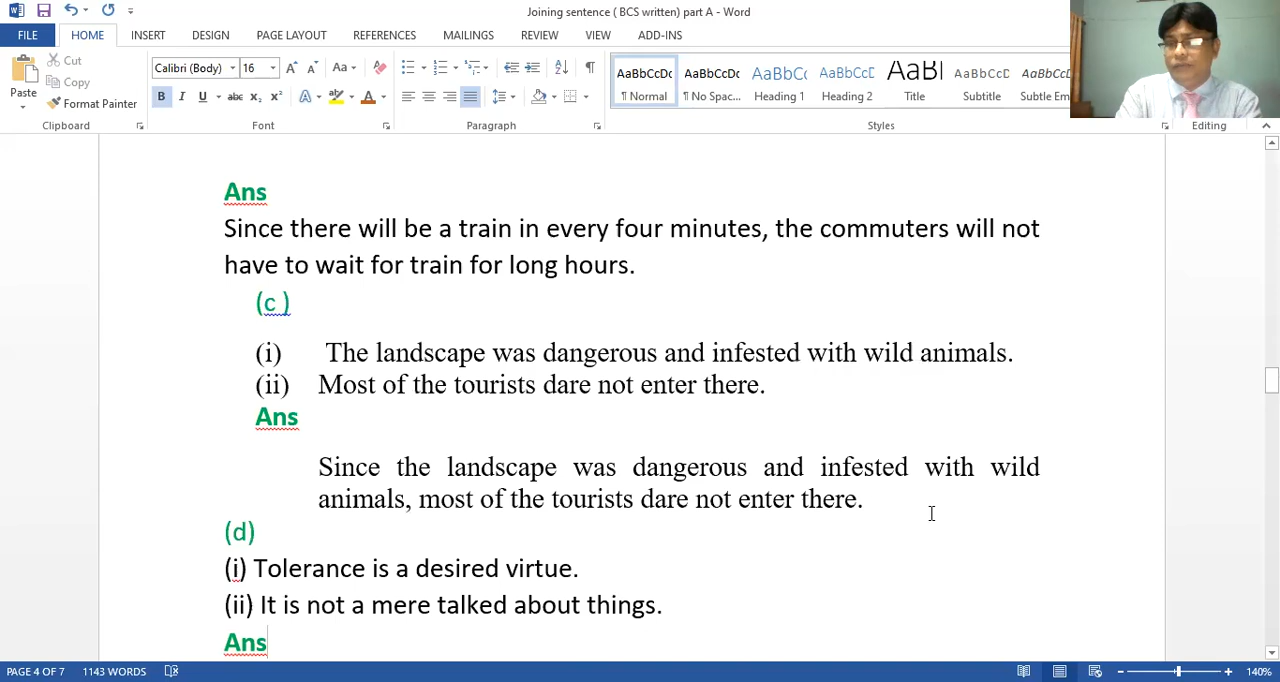 Joining sentence ( BCS written) part A - Word
FILE HOME INSERT DESIGN PAGE LAYOUT REFERENCES MAILINGS REVIEW VIEW ADD-INS
Paste Cut Copy Format Painter
Calibri (Body) 16
AaBbCcDc AaBbCcDc AaBbCc AaBbCcC AaBI AaBbCcD AaBbCcDc
¶ Normal ¶ No Spac... Heading 1 Heading 2 Title Subtitle Subtle Em
Clipboard Font Paragraph Styles Editing
Ans
Since there will be a train in every four minutes, the commuters will not
have to wait for train for long hours.
(c )
(i) The landscape was dangerous and infested with wild animals.
(ii) Most of the tourists dare not enter there.
Ans
Since the landscape was dangerous and infested with wild
animals, most of the tourists dare not enter there.
(d)
(i) Tolerance is a desired virtue.
(ii) It is not a mere talked about things.
Ans
PAGE 4 OF 7 1143 WORDS 140%